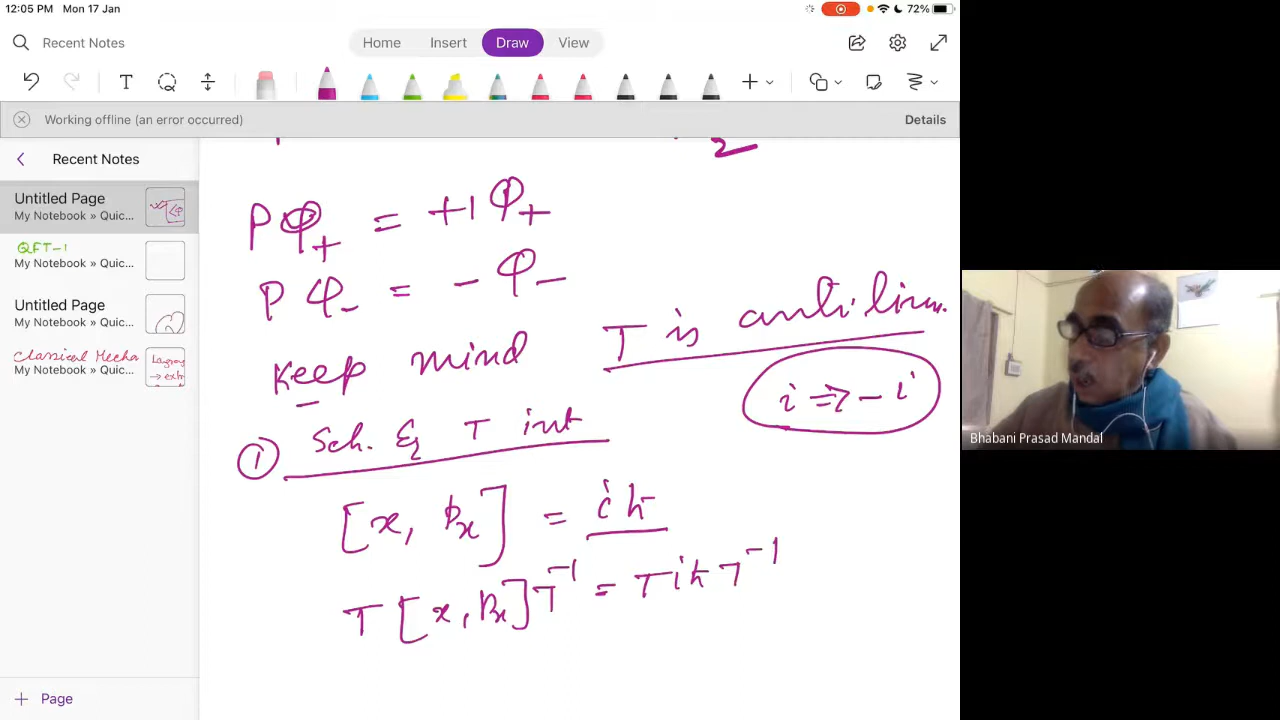 12:05 PM Mon 17 Jan
72%
Recent Notes
Home Insert Draw View
Working offline (an error occurred)
Details
Recent Notes
Untitled Page
My Notebook » Quic...
QFT-1
My Notebook » Quic...
Untitled Page
My Notebook » Quic...
Classical Mecha
My Notebook » Quic...
Page
2
Pφ₊ = +1 φ₊
Pφ₋ = - φ₋
Keep mind T is antilinear.
i => - i
① Sch. Eq T int
[x, pₓ] = iħ
T[x, pₓ]T⁻¹ = T iħ T⁻¹
Bhabani Prasad Mandal